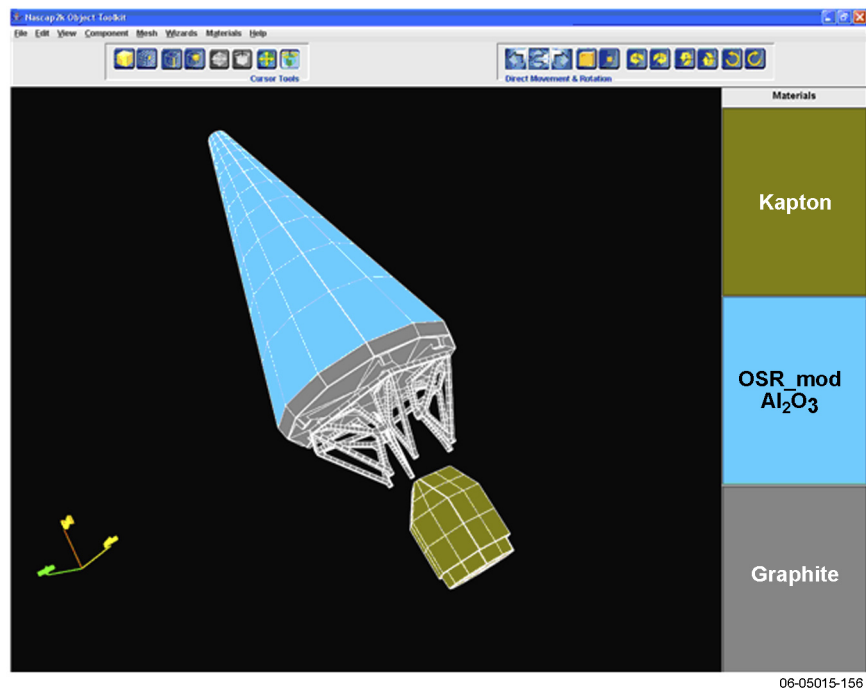 Nascap2k Object Toolkit
File Edit View Component Mesh Wizards Materials Help
Cursor Tools
Direct Movement & Rotation
Materials
Kapton
OSR_mod
Al₂O₃
Graphite
06-05015-156